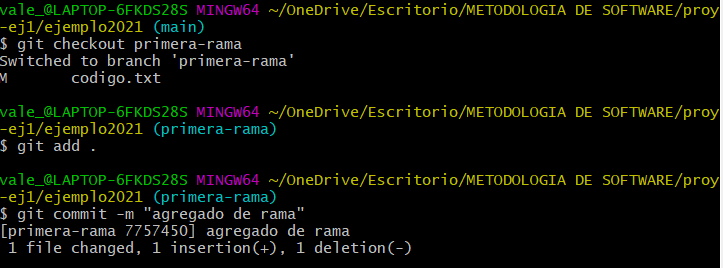 vale_@LAPTOP-6FKDS28S MINGW64 ~/OneDrive/Escritorio/METODOLOGIA DE SOFTWARE/proy
-ej1/ejemplo2021 (main)
$ git checkout primera-rama
Switched to branch 'primera-rama'
M       codigo.txt
vale_@LAPTOP-6FKDS28S MINGW64 ~/OneDrive/Escritorio/METODOLOGIA DE SOFTWARE/proy
-ej1/ejemplo2021 (primera-rama)
$ git add .
vale_@LAPTOP-6FKDS28S MINGW64 ~/OneDrive/Escritorio/METODOLOGIA DE SOFTWARE/proy
-ej1/ejemplo2021 (primera-rama)
$ git commit -m "agregado de rama"
[primera-rama 7757450] agregado de rama
 1 file changed, 1 insertion(+), 1 deletion(-)